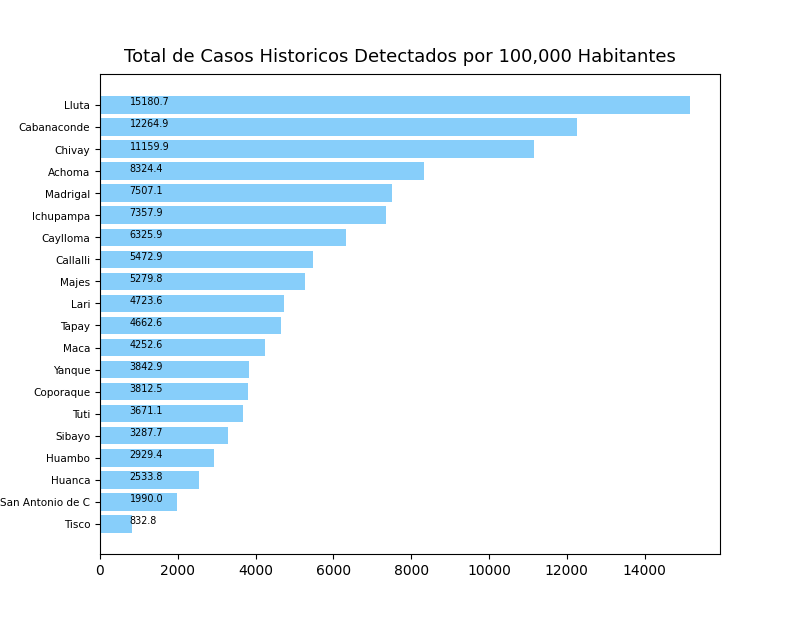 Total de Casos Historicos Detectados por 100,000 Habitantes
Lluta 15180.7
Cabanaconde 12264.9
Chivay 11159.9
Achoma 8324.4
Madrigal 7507.1
Ichupampa 7357.9
Caylloma 6325.9
Callalli 5472.9
Majes 5279.8
Lari 4723.6
Tapay 4662.6
Maca 4252.6
Yanque 3842.9
Coporaque 3812.5
Tuti 3671.1
Sibayo 3287.7
Huambo 2929.4
Huanca 2533.8
San Antonio de C 1990.0
Tisco 832.8
0 2000 4000 6000 8000 10000 12000 14000